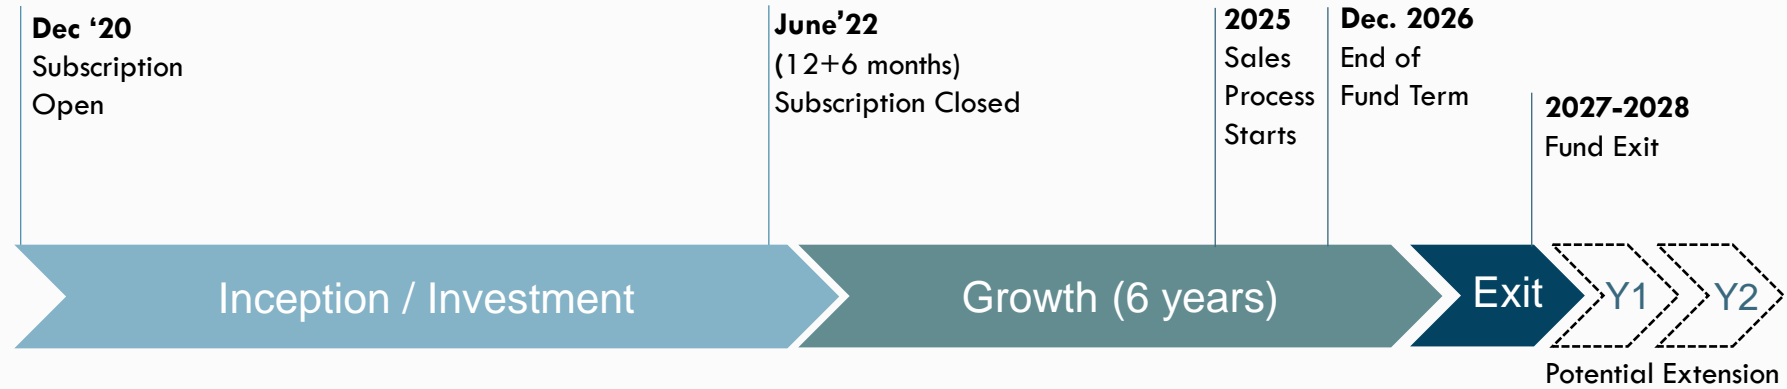 Dec ‘20
Subscription
Open
June’22
(12+6 months)
Subscription Closed
2025
Sales
Process
Starts
Dec. 2026
End of
Fund Term
2027-2028
Fund Exit
Inception / Investment
Growth (6 years)
Exit
Y1
Y2
Potential Extension